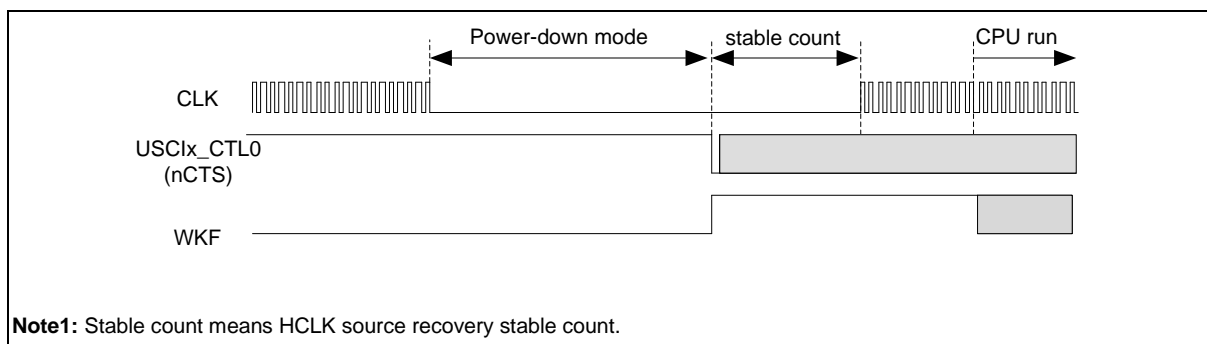 Power-down mode stable count CPU run
CLK
USCIx_CTL0
(nCTS)
WKF
Note1: Stable count means HCLK source recovery stable count.